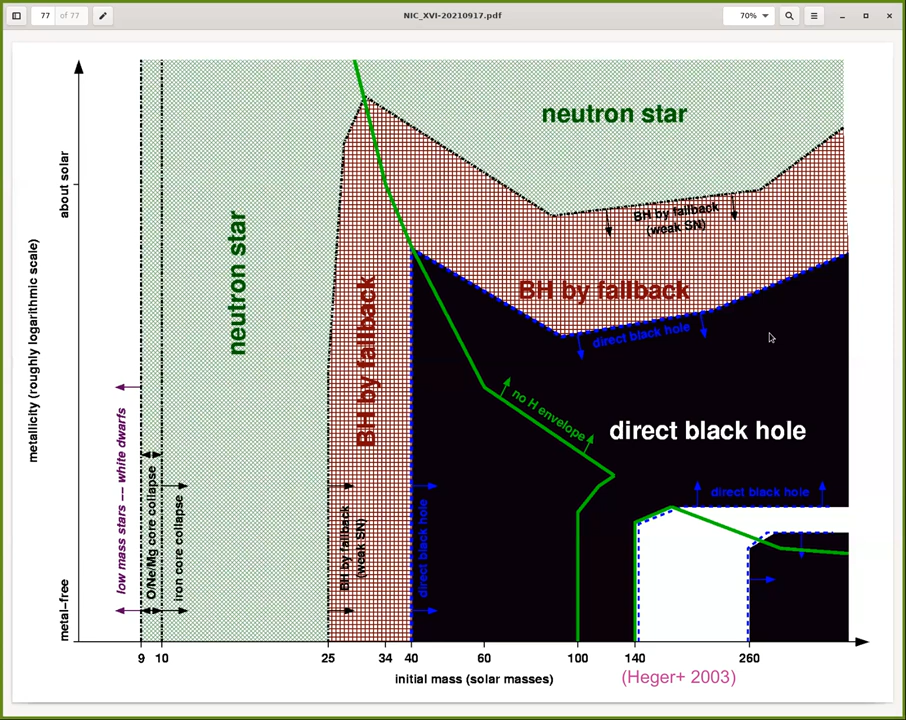 77 of 77
NIC_XVI-20210917.pdf
70%
metallicity (roughly logarithmic scale)
about solar
metal–free
low mass stars –– white dwarfs
O/Ne/Mg core collapse
iron core collapse
neutron star
BH by fallback
BH by fallback
(weak SN)
direct black hole
neutron star
BH by fallback
(weak SN)
BH by fallback
direct black hole
no H envelope
direct black hole
direct black hole
9 10 25 34 40 60 100 140 260
initial mass (solar masses)
(Heger+ 2003)